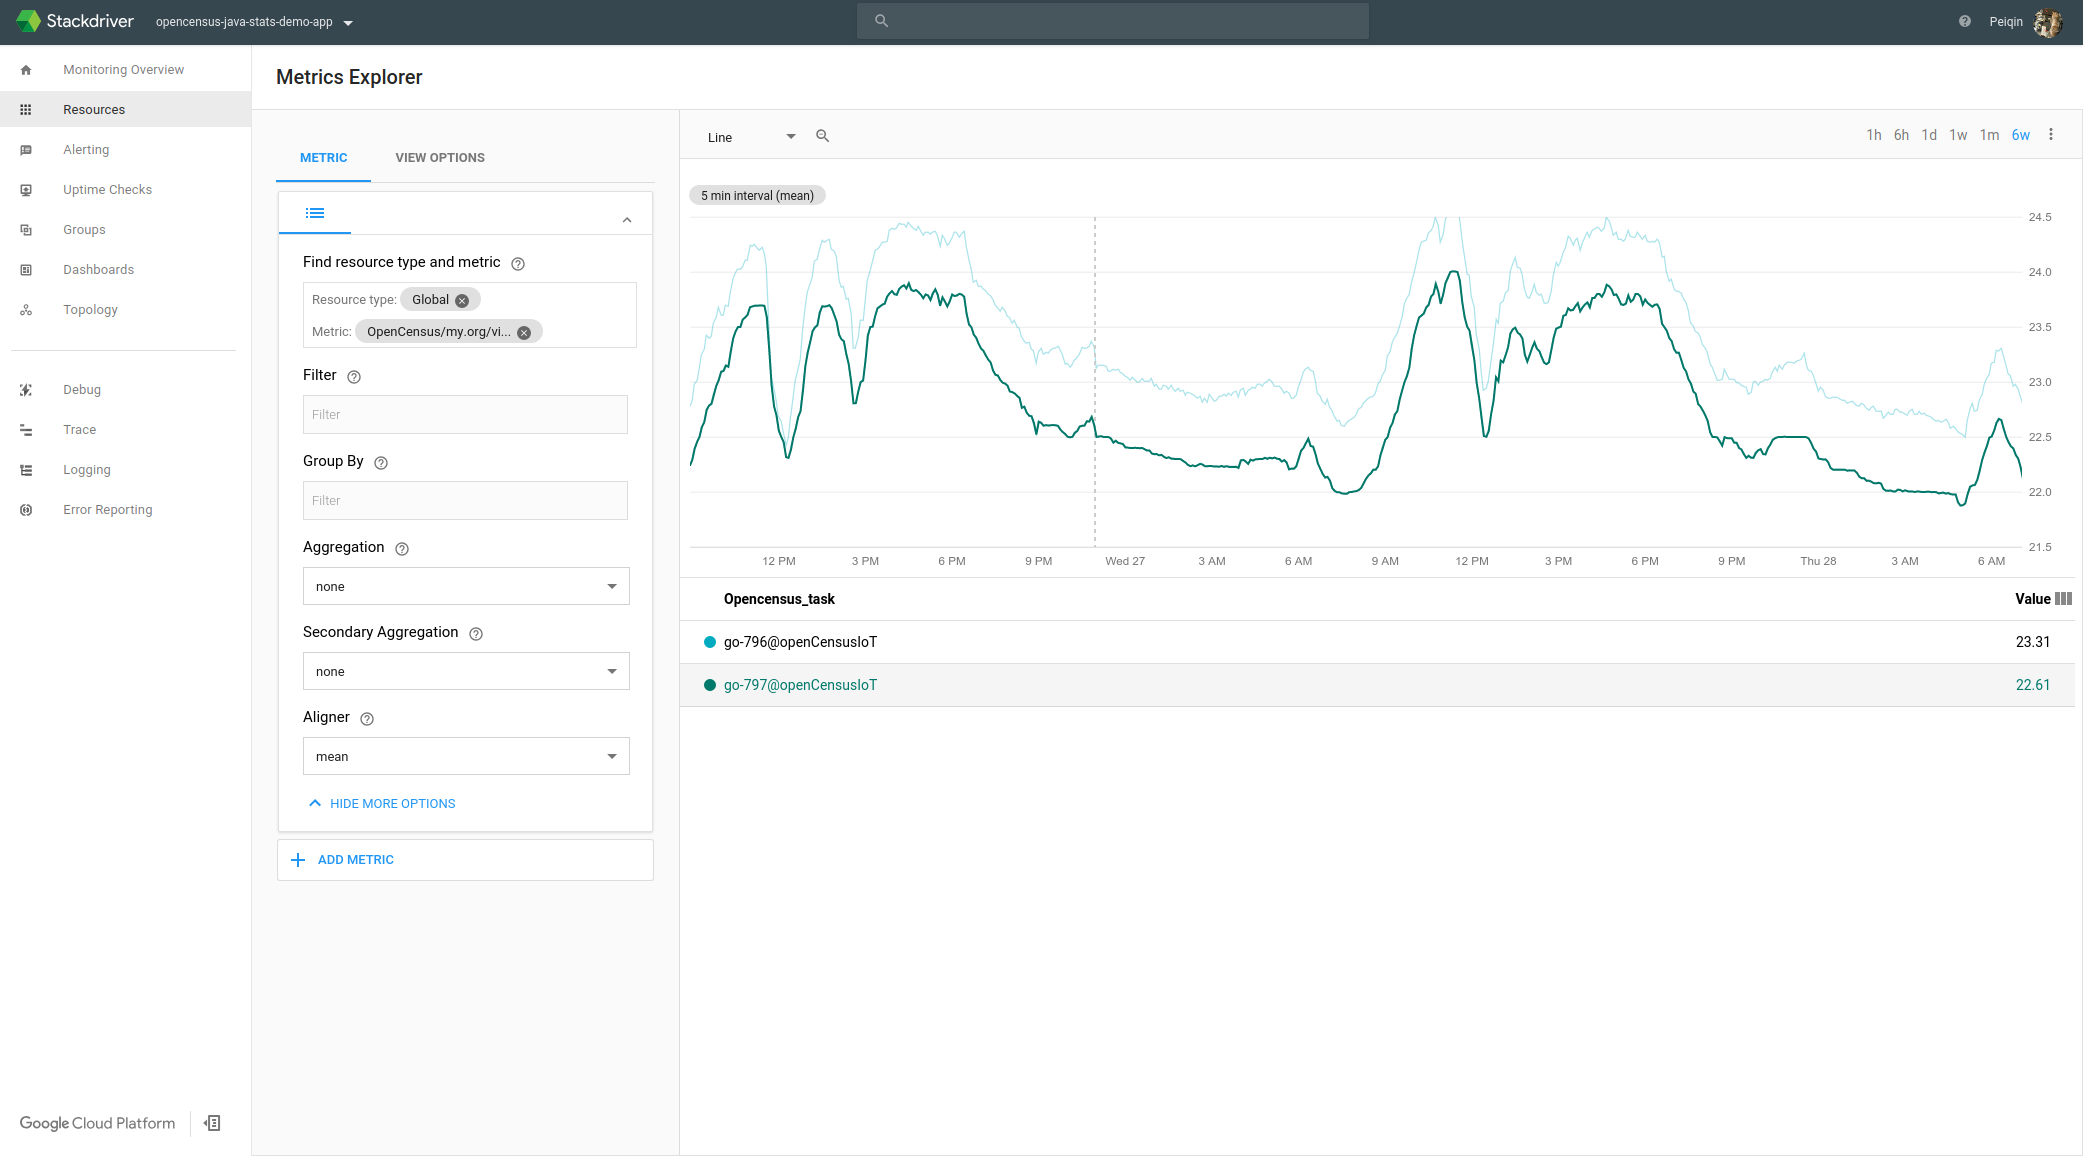 Stackdriver
opencensus-java-stats-demo-app
Peiqin
Monitoring Overview
Resources
Alerting
Uptime Checks
Groups
Dashboards
Topology
Debug
Trace
Logging
Error Reporting
Google Cloud Platform
Metrics Explorer
METRIC VIEW OPTIONS
Find resource type and metric
Resource type: Global
Metric: OpenCensus/my.org/vi...
Filter
Filter
Group By
Filter
Aggregation
none
Secondary Aggregation
none
Aligner
mean
HIDE MORE OPTIONS
ADD METRIC
Line
1h 6h 1d 1w 1m 6w
5 min interval (mean)
24.5
24.0
23.5
23.0
22.5
22.0
21.5
12 PM 3 PM 6 PM 9 PM Wed 27 3 AM 6 AM 9 AM 12 PM 3 PM 6 PM 9 PM Thu 28 3 AM 6 AM
Opencensus_task Value
go-796@openCensusIoT 23.31
go-797@openCensusIoT 22.61